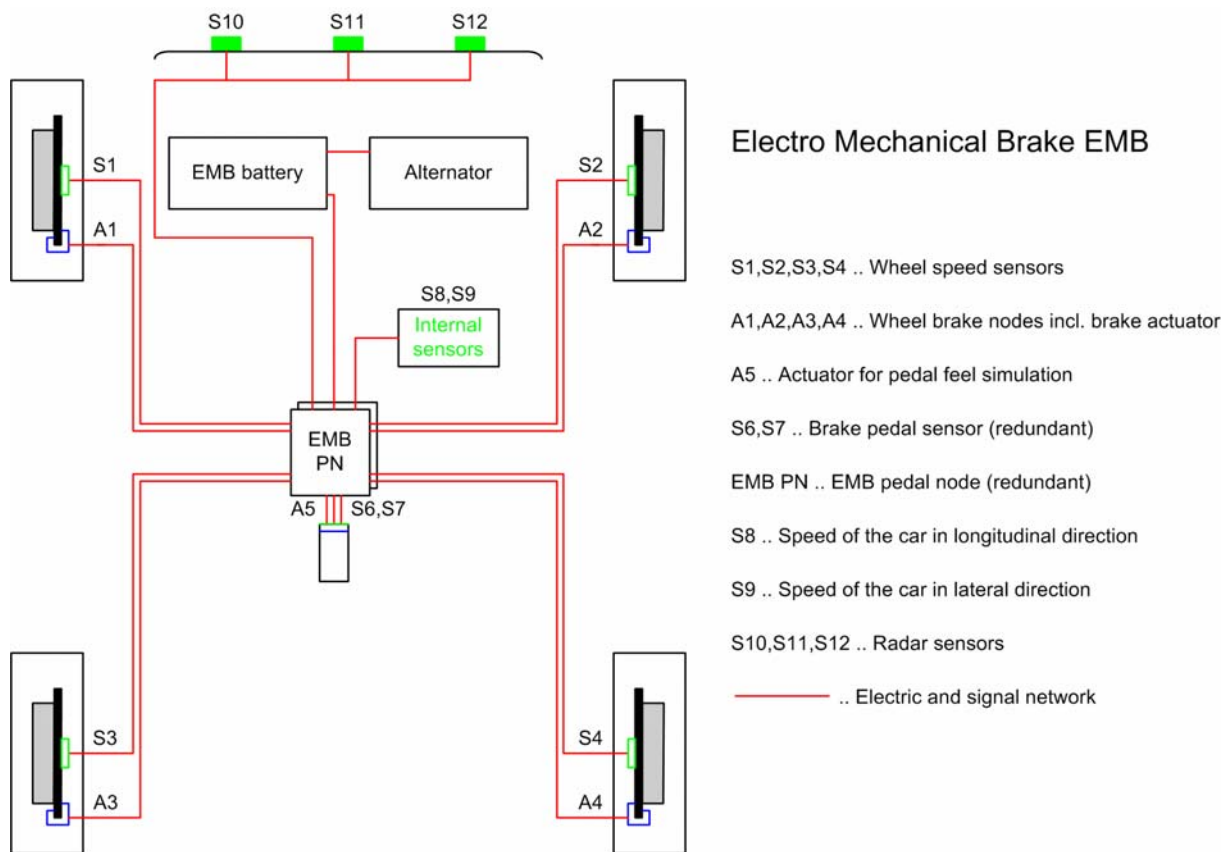 S10
S11
S12
Electro Mechanical Brake EMB
S1
EMB battery
Alternator
S2
A1
A2
S8,S9
Internal
sensors
EMB
PN
A5
S6,S7
S3
S4
A3
A4
S1,S2,S3,S4 .. Wheel speed sensors
A1,A2,A3,A4 .. Wheel brake nodes incl. brake actuator
A5 .. Actuator for pedal feel simulation
S6,S7 .. Brake pedal sensor (redundant)
EMB PN .. EMB pedal node (redundant)
S8 .. Speed of the car in longitudinal direction
S9 .. Speed of the car in lateral direction
S10,S11,S12 .. Radar sensors
.. Electric and signal network